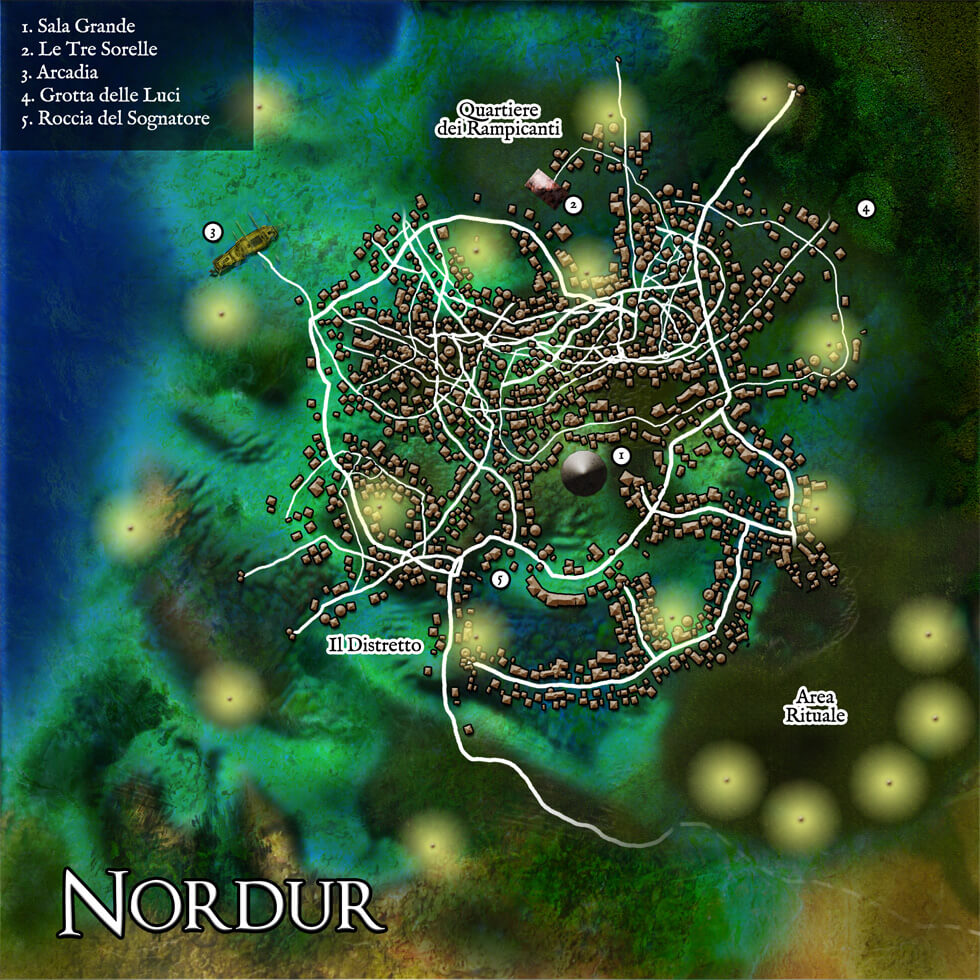 1. Sala Grande
2. Le Tre Sorelle
3. Arcadia
4. Grotta delle Luci
5. Roccia del Sognatore
Quartiere
dei Rampicanti
2
4
3
1
5
Il Distretto
Area
Rituale
NORDUR